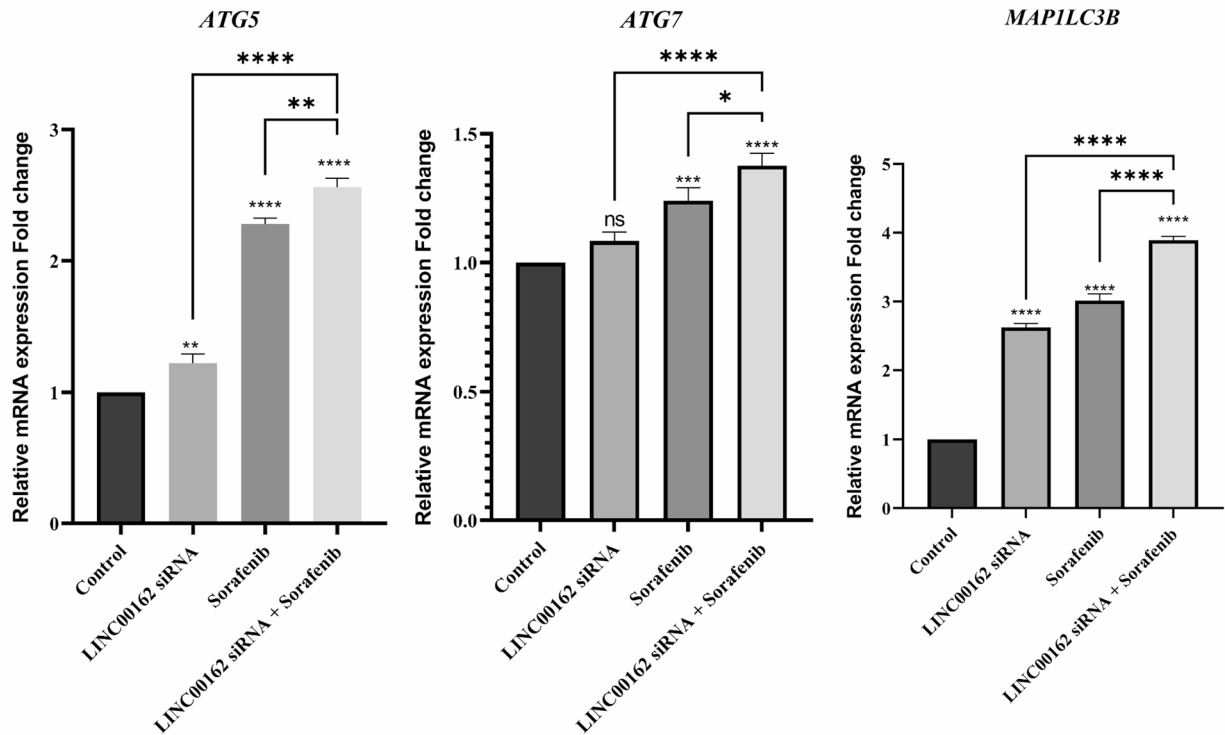 ATG5
****
**
Relative mRNA expression Fold change
3
2
1
0
**
****
****
Control
LINC00162 siRNA
Sorafenib
LINC00162 siRNA + Sorafenib
ATG7
****
*
Relative mRNA expression Fold change
1.5
1.0
0.5
0.0
ns
***
****
Control
LINC00162 siRNA
Sorafenib
LINC00162 siRNA + Sorafenib
MAP1LC3B
****
****
Relative mRNA expression Fold change
5
4
3
2
1
0
****
****
****
Control
LINC00162 siRNA
Sorafenib
LINC00162 siRNA + Sorafenib